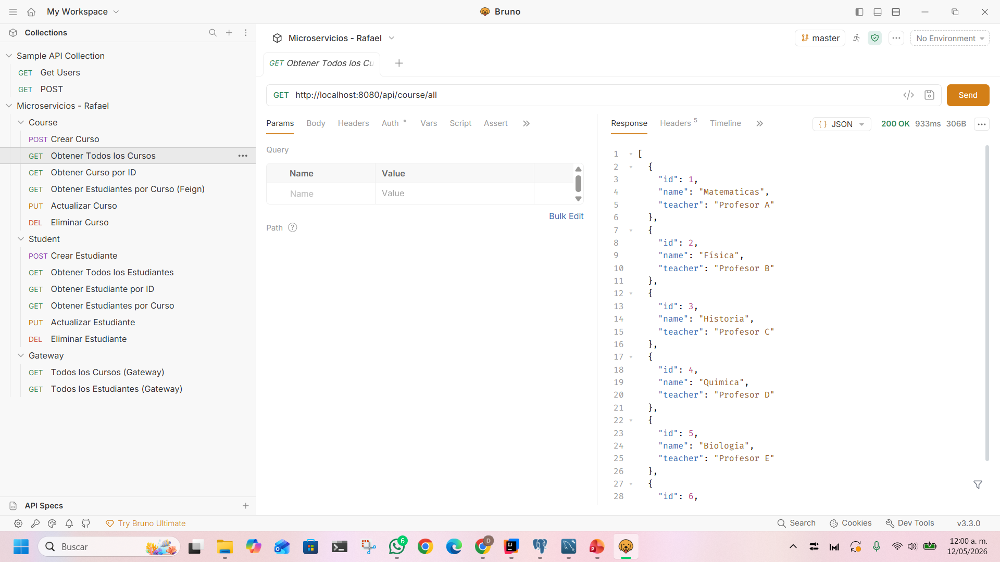 My Workspace
Bruno
Collections
Sample API Collection
GET Get Users
GET POST
Microservicios - Rafael
Course
POST Crear Curso
GET Obtener Todos los Cursos
GET Obtener Curso por ID
GET Obtener Estudiantes por Curso (Feign)
PUT Actualizar Curso
DEL Eliminar Curso
Student
POST Crear Estudiante
GET Obtener Todos los Estudiantes
GET Obtener Estudiante por ID
GET Obtener Estudiantes por Curso
PUT Actualizar Estudiante
DEL Eliminar Estudiante
Gateway
GET Todos los Cursos (Gateway)
GET Todos los Estudiantes (Gateway)
API Specs
Microservicios - Rafael
master
No Environment
GET Obtener Todos los Cu
GET http://localhost:8080/api/course/all
Send
Params Body Headers Auth Vars Script Assert
Query
Name Value
Name Value
Bulk Edit
Path ?
Response Headers 5 Timeline
{ } JSON
200 OK 933ms 306B
1 [
2 {
3 "id": 1,
4 "name": "Matematicas",
5 "teacher": "Profesor A"
6 },
7 {
8 "id": 2,
9 "name": "Física",
10 "teacher": "Profesor B"
11 },
12 {
13 "id": 3,
14 "name": "Historia",
15 "teacher": "Profesor C"
16 },
17 {
18 "id": 4,
19 "name": "Quimica",
20 "teacher": "Profesor D"
21 },
22 {
23 "id": 5,
24 "name": "Biología",
25 "teacher": "Profesor E"
26 },
27 {
28 "id": 6,
Try Bruno Ultimate
Search
Cookies
Dev Tools
v3.3.0
Buscar
6
D
12:00 a. m.
12/05/2026